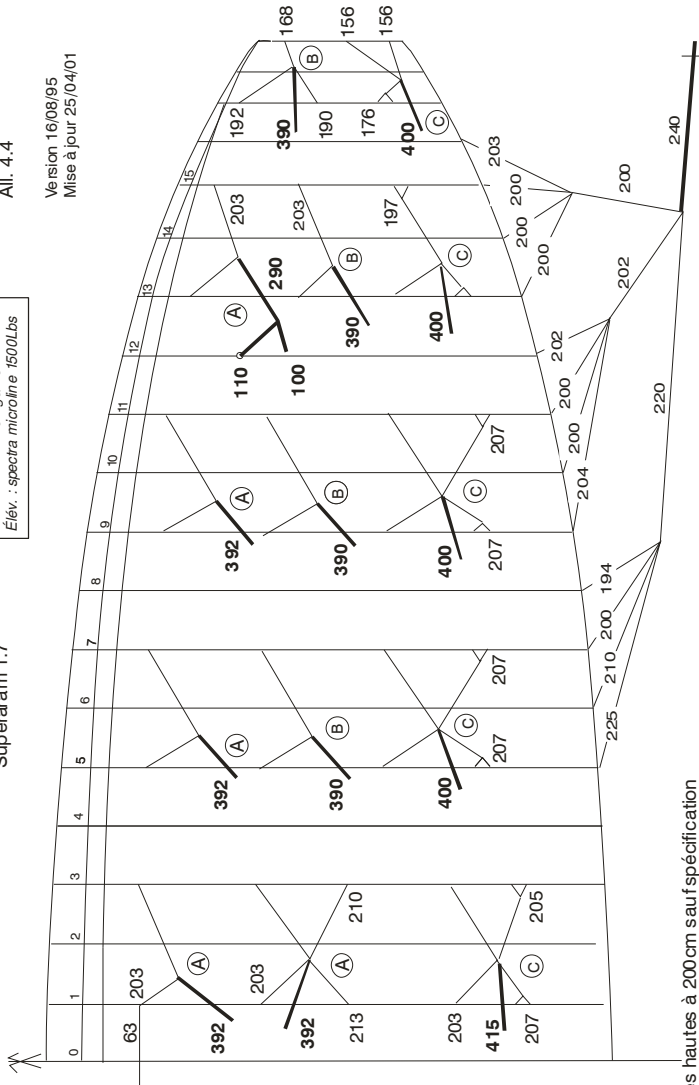 Superaram 1.7
Élév. : spectra microline 1500Lbs
All. 4.4
Version 16/08/95
Mise à jour 25/04/01
0 1 2 3 4 5 6 7 8 9 10 11 12 13 14 15
63 203 A 392
203 A 392 213 210
203 C 415 207 205
A 392
B 390
C 400 207 207
A 392
B 390
C 400 207 207
203 A 290 110 100
203 B 390
197 C 400
168 192 B 390 190
156 156 176 C 400
225 210 200 194
204 200 200 202
200 200 200 203
220 202 200 240
es hautes à 200cm sauf spécification